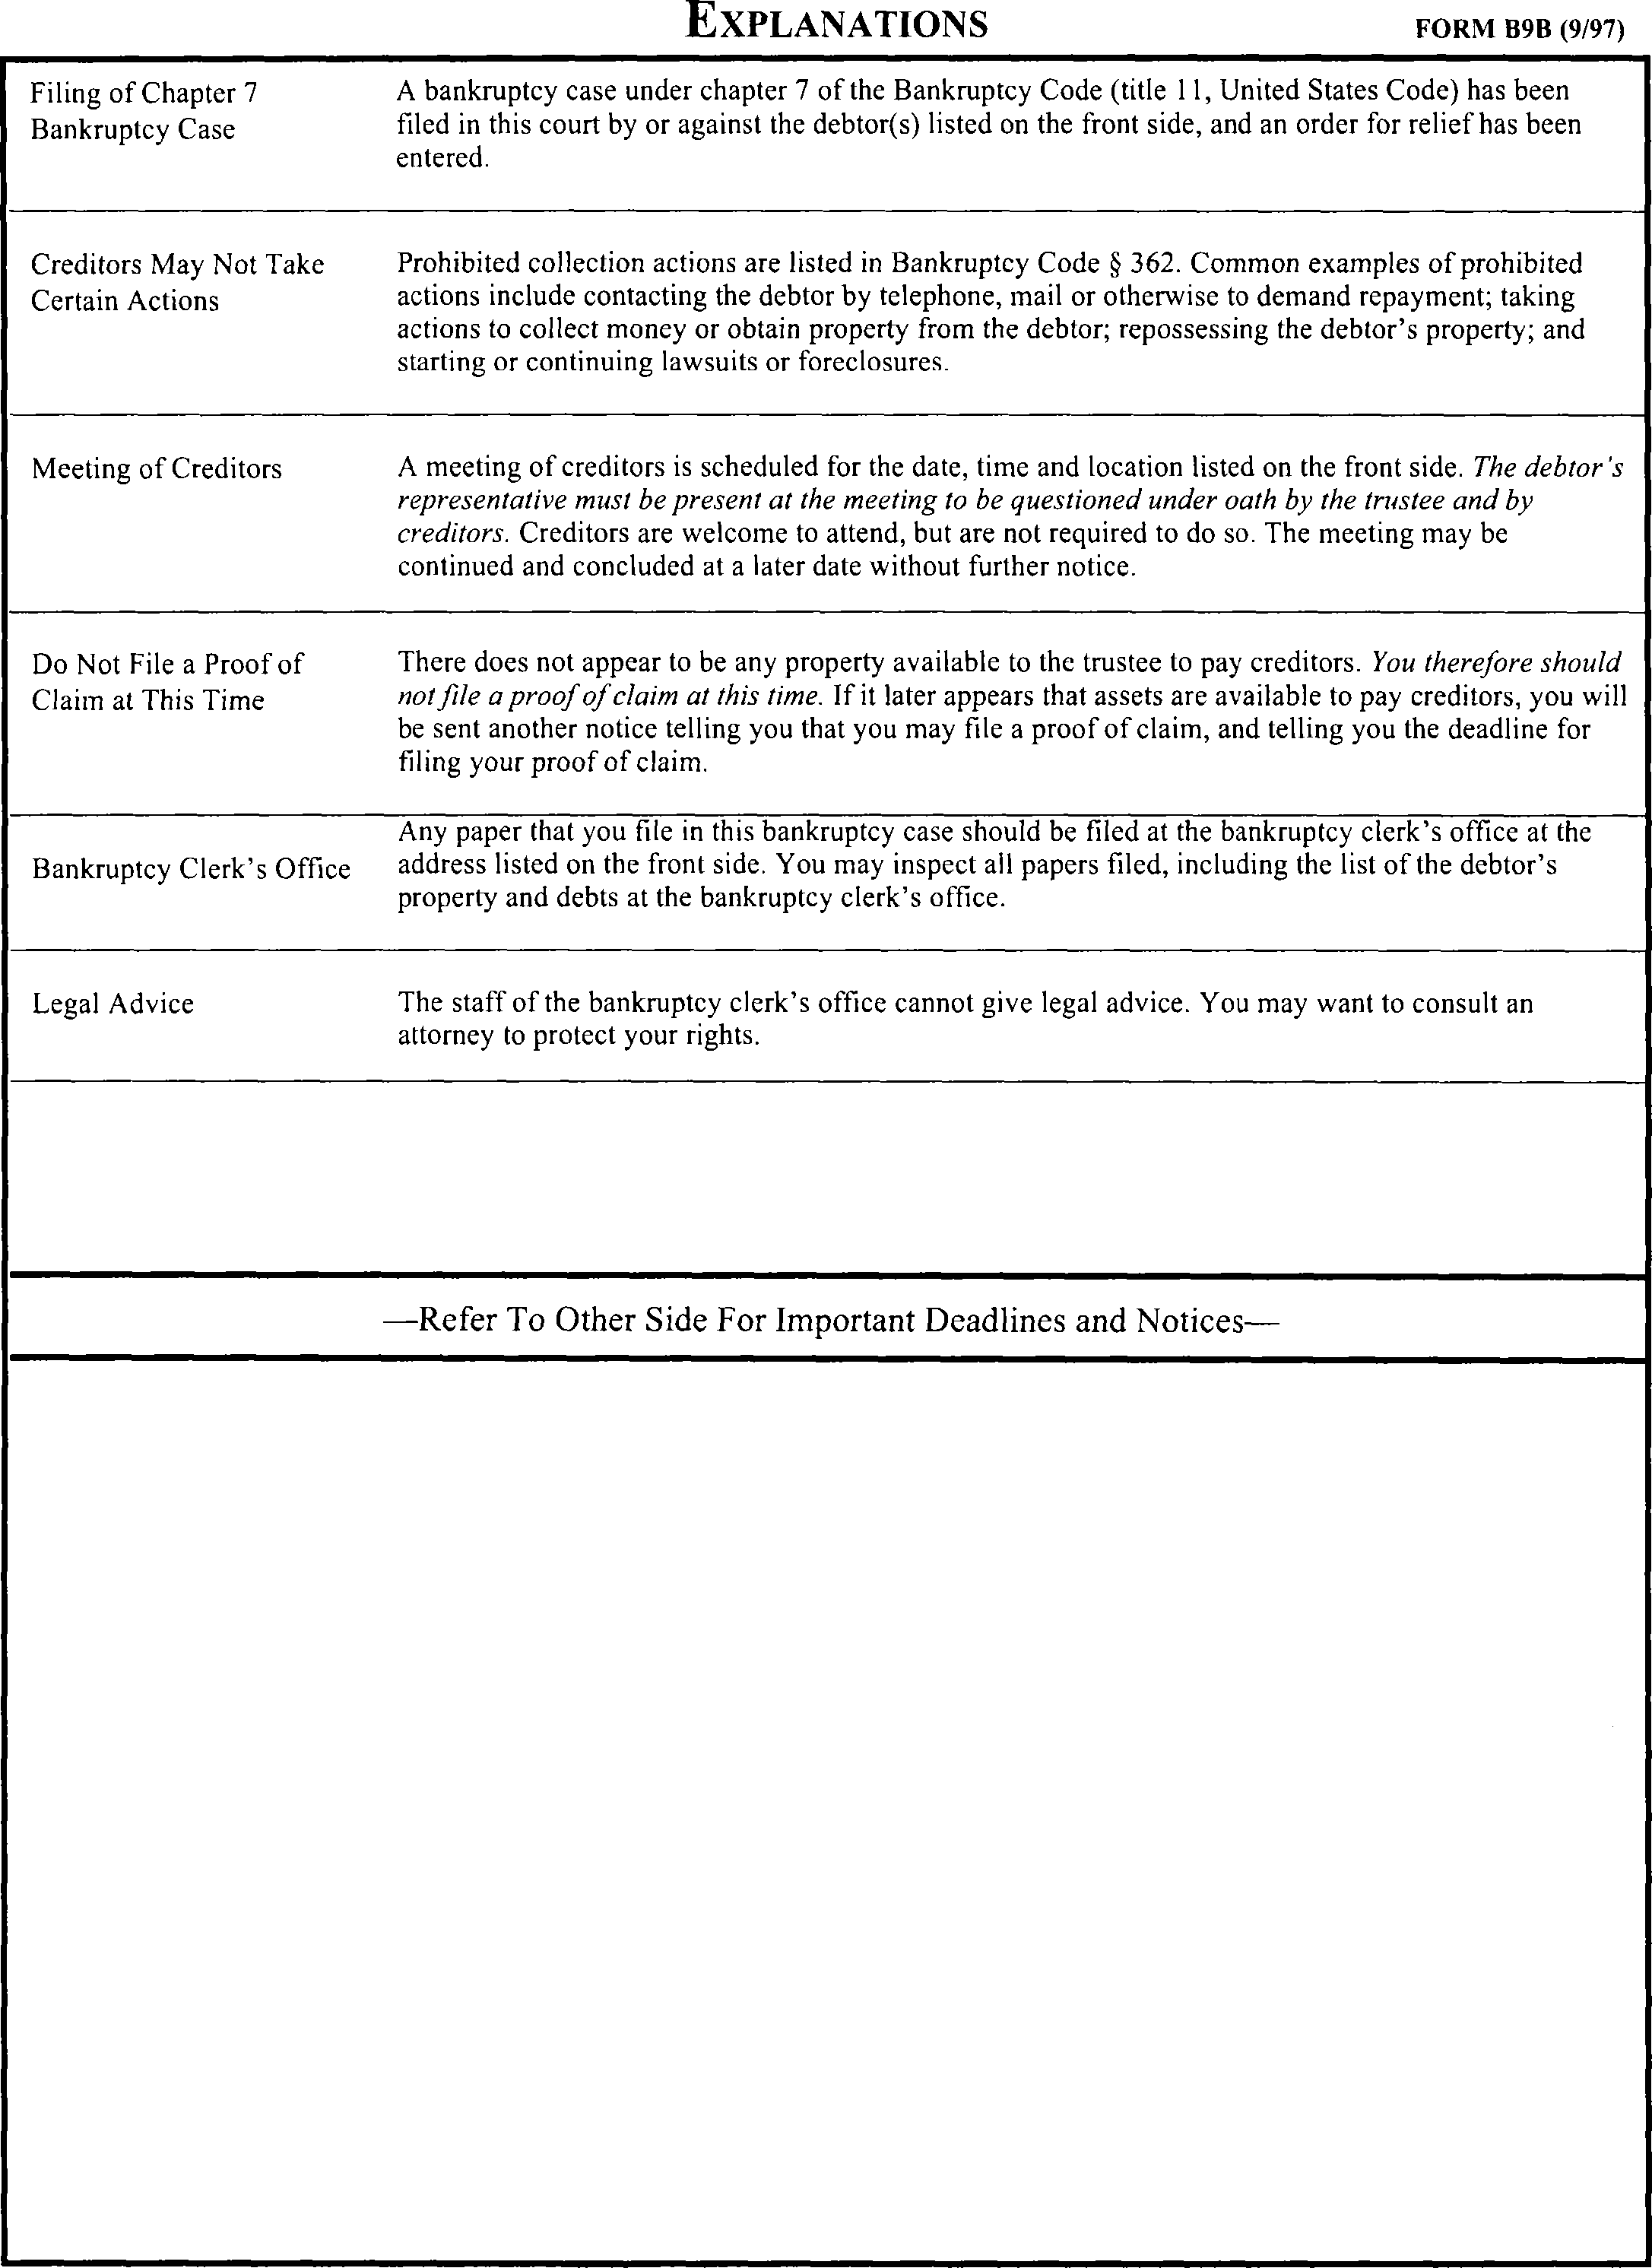 EXPLANATIONS
FORM B9B (9/97)
Filing of Chapter 7
Bankruptcy Case
A bankruptcy case under chapter 7 of the Bankruptcy Code (title 11, United States Code) has been
filed in this court by or against the debtor(s) listed on the front side, and an order for relief has been
entered.
Creditors May Not Take
Certain Actions
Prohibited collection actions are listed in Bankruptcy Code § 362. Common examples of prohibited
actions include contacting the debtor by telephone, mail or otherwise to demand repayment; taking
actions to collect money or obtain property from the debtor; repossessing the debtor's property; and
starting or continuing lawsuits or foreclosures.
Meeting of Creditors
A meeting of creditors is scheduled for the date, time and location listed on the front side. The debtor's
representative must be present at the meeting to be questioned under oath by the trustee and by
creditors. Creditors are welcome to attend, but are not required to do so. The meeting may be
continued and concluded at a later date without further notice.
Do Not File a Proof of
Claim at This Time
There does not appear to be any property available to the trustee to pay creditors. You therefore should
not file a proof of claim at this time. If it later appears that assets are available to pay creditors, you will
be sent another notice telling you that you may file a proof of claim, and telling you the deadline for
filing your proof of claim.
Bankruptcy Clerk's Office
Any paper that you file in this bankruptcy case should be filed at the bankruptcy clerk's office at the
address listed on the front side. You may inspect all papers filed, including the list of the debtor's
property and debts at the bankruptcy clerk's office.
Legal Advice
The staff of the bankruptcy clerk's office cannot give legal advice. You may want to consult an
attorney to protect your rights.
—Refer To Other Side For Important Deadlines and Notices—